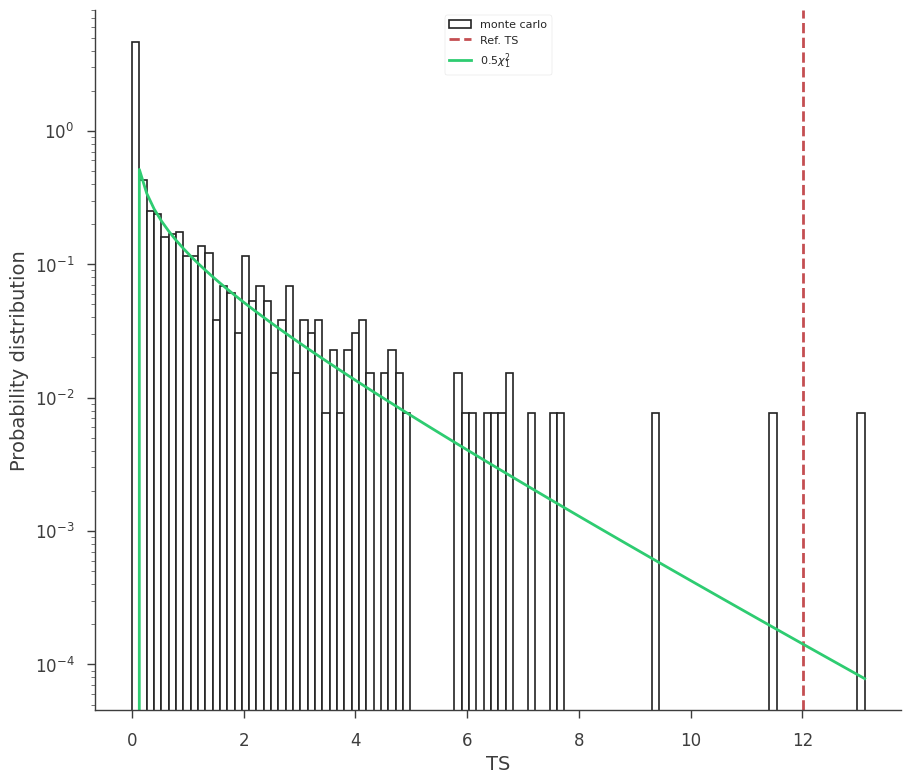 monte carlo
Ref. TS
0.5χ₁²
Probability distribution
10⁰
10⁻¹
10⁻²
10⁻³
10⁻⁴
0 2 4 6 8 10 12
TS